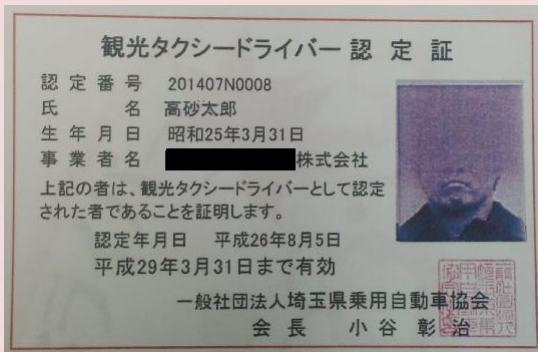 観光タクシードライバー 認定証
認定番号 201407N0008
氏名 高砂太郎
生年月日 昭和25年3月31日
事業者名 株式会社
上記の者は、観光タクシードライバーとして認定
された者であることを証明します。
認定年月日 平成26年8月5日
平成29年3月31日まで有効
一般社団法人埼玉県乗用自動車協会
会長 小谷彰治